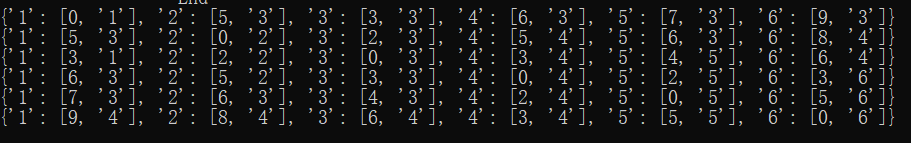 End
{'1': [0, '1'], '2': [5, '3'], '3': [3, '3'], '4': [6, '3'], '5': [7, '3'], '6': [9, '3']}
{'1': [5, '3'], '2': [0, '2'], '3': [2, '3'], '4': [5, '4'], '5': [6, '3'], '6': [8, '4']}
{'1': [3, '1'], '2': [2, '2'], '3': [0, '3'], '4': [3, '4'], '5': [4, '5'], '6': [6, '4']}
{'1': [6, '3'], '2': [5, '2'], '3': [3, '3'], '4': [0, '4'], '5': [2, '5'], '6': [3, '6']}
{'1': [7, '3'], '2': [6, '3'], '3': [4, '3'], '4': [2, '4'], '5': [0, '5'], '6': [5, '6']}
{'1': [9, '4'], '2': [8, '4'], '3': [6, '4'], '4': [3, '4'], '5': [5, '5'], '6': [0, '6']}